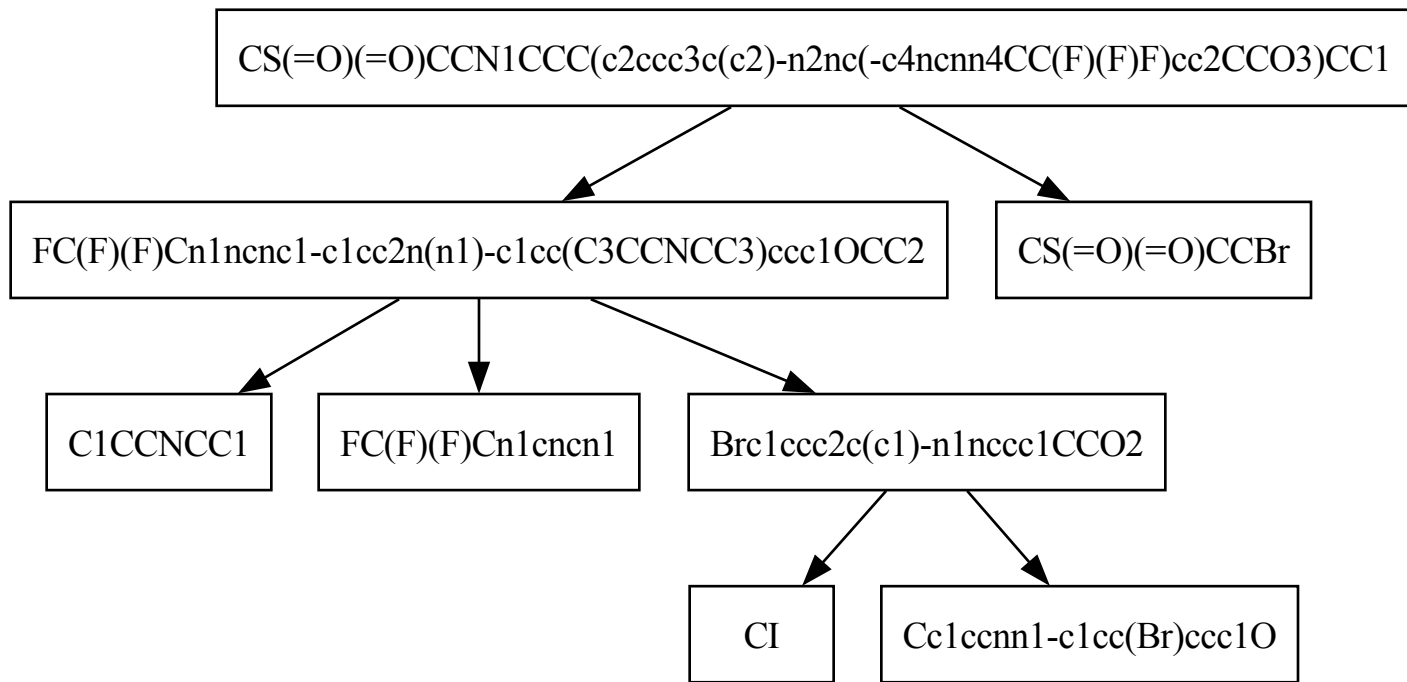 CS(=O)(=O)CCN1CCC(c2ccc3c(c2)-n2nc(-c4ncnn4CC(F)(F)F)cc2CCO3)CC1
FC(F)(F)Cn1ncnc1-c1cc2n(n1)-c1cc(C3CCNCC3)ccc1OCC2
CS(=O)(=O)CCBr
C1CCNCC1
FC(F)(F)Cn1cncn1
Brc1ccc2c(c1)-n1nccc1CCO2
CI
Cc1ccnn1-c1cc(Br)ccc1O